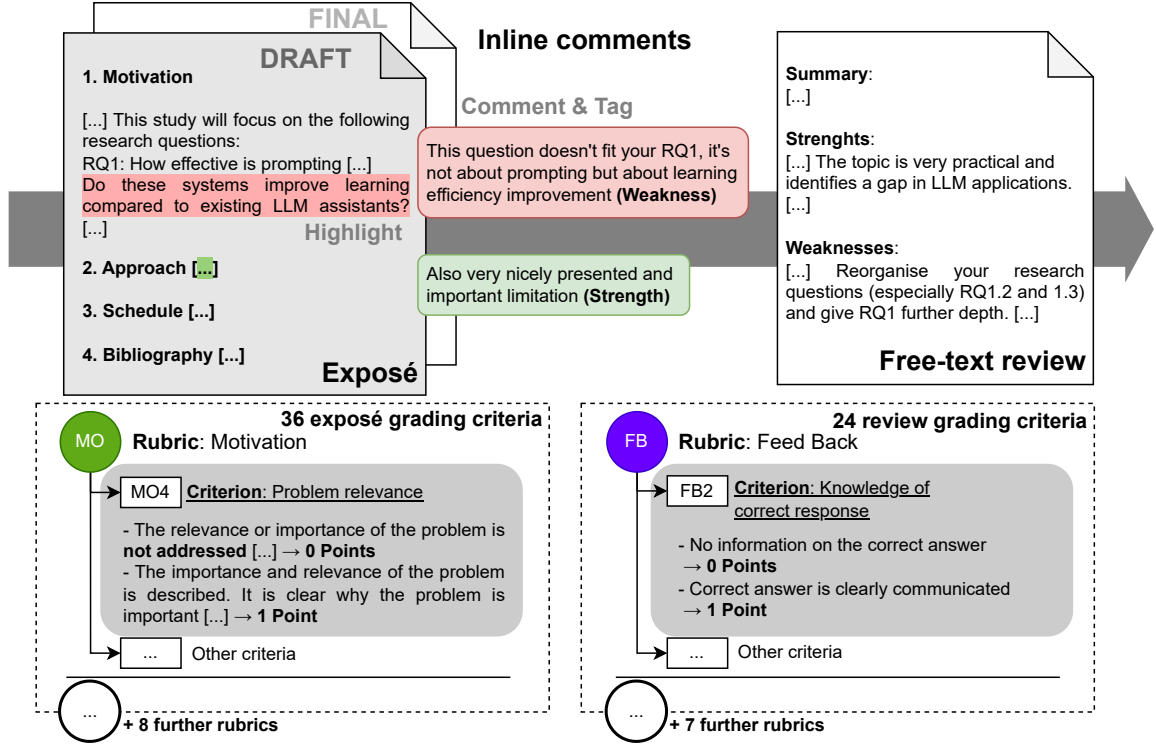 FINAL
DRAFT
1. Motivation
[...] This study will focus on the following
research questions:
RQ1: How effective is prompting [...]
Do these systems improve learning
compared to existing LLM assistants?
[...]
Highlight
2. Approach [...]
3. Schedule [...]
4. Bibliography [...]
Exposé
Inline comments
Comment & Tag
This question doesn't fit your RQ1, it's
not about prompting but about learning
efficiency improvement (Weakness)
Also very nicely presented and
important limitation (Strength)
Summary:
[...]
Strenghts:
[...] The topic is very practical and
identifies a gap in LLM applications.
[...]
Weaknesses:
[...] Reorganise your research
questions (especially RQ1.2 and 1.3)
and give RQ1 further depth. [...]
Free-text review
36 exposé grading criteria
MO
Rubric: Motivation
MO4
Criterion: Problem relevance
- The relevance or importance of the problem is
not addressed [...] → 0 Points
- The importance and relevance of the problem
is described. It is clear why the problem is
important [...] → 1 Point
...
Other criteria
...
+ 8 further rubrics
24 review grading criteria
FB
Rubric: Feed Back
FB2
Criterion: Knowledge of
correct response
- No information on the correct answer
→ 0 Points
- Correct answer is clearly communicated
→ 1 Point
...
Other criteria
...
+ 7 further rubrics